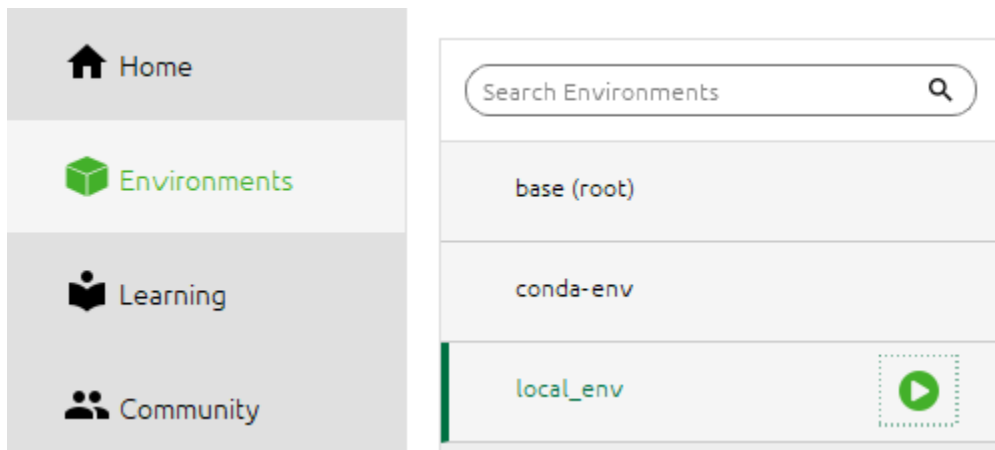 Home
Environments
Learning
Community
Search Environments
base (root)
conda-env
local_env